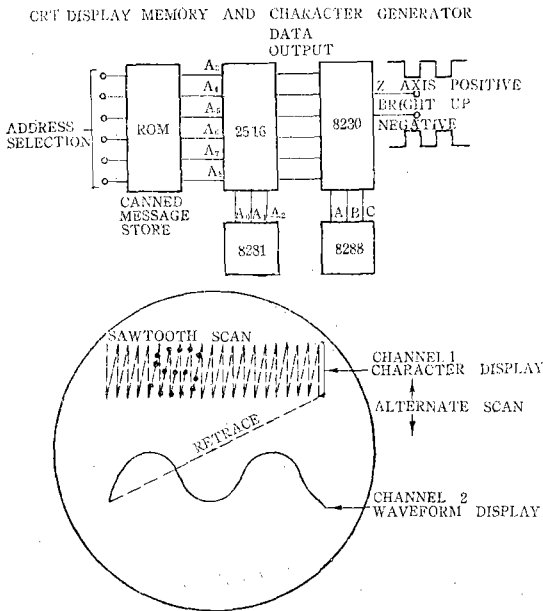 CRT DISPLAY MEMORY AND CHARACTER GENERATOR
DATA
OUTPUT
A3
A4
A5
A6
A7
A8
ADDRESS
SELECTION
ROM
2516
8230
Z AXIS POSITIVE
BRIGHT UP
NEGATIVE
CANNED
MESSAGE
STORE
A0 A1 A2
A B C
8281
8288
SAWTOOTH SCAN
CHANNEL 1
CHARACTER DISPLAY
ALTERNATE SCAN
RETRACE
CHANNEL 2
WAVEFORM DISPLAY